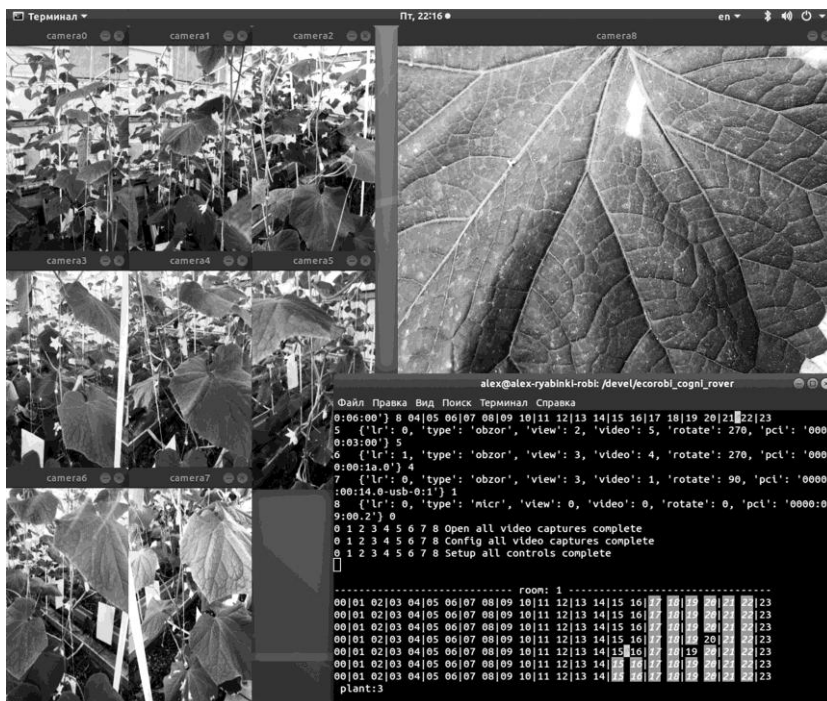 Терминал
Пт, 22:16
en
camera0
camera1
camera2
camera8
camera3
camera4
camera5
camera6
camera7
alex@alex-ryabinki-robi: /devel/ecorobi_cogni_rover
Файл Правка Вид Поиск Терминал Справка
0:06:00'} 8 04|05 06|07 08|09 10|11 12|13 14|15 16|17 18|19 20|21 22|23
5 {'lr': 0, 'type': 'obzor', 'view': 2, 'video': 5, 'rotate': 270, 'pci': '000
0:03:00'} 5
6 {'lr': 1, 'type': 'obzor', 'view': 3, 'video': 4, 'rotate': 270, 'pci': '000
0:00:1a.0'} 4
7 {'lr': 0, 'type': 'obzor', 'view': 3, 'video': 1, 'rotate': 90, 'pci': '0000
:00:14.0-usb-0:1'} 1
8 {'lr': 0, 'type': 'micr', 'view': 0, 'video': 0, 'rotate': 0, 'pci': '0000:0
9:00.2'} 0
0 1 2 3 4 5 6 7 8 Open all video captures complete
0 1 2 3 4 5 6 7 8 Config all video captures complete
0 1 2 3 4 5 6 7 8 Setup all controls complete
------------------------------ room: 1 ----------------------------------
00|01 02|03 04|05 06|07 08|09 10|11 12|13 14|15 16|17 18|19 20|21 22|23
00|01 02|03 04|05 06|07 08|09 10|11 12|13 14|15 16|17 18|19 20|21 22|23
00|01 02|03 04|05 06|07 08|09 10|11 12|13 14|15 16|17 18|19 20|21 22|23
00|01 02|03 04|05 06|07 08|09 10|11 12|13 14|15 16|17 18|19 20|21 22|23
00|01 02|03 04|05 06|07 08|09 10|11 12|13 14|15 16|17 18|19 20|21 22|23
00|01 02|03 04|05 06|07 08|09 10|11 12|13 14|15 16|17 18|19 20|21 22|23
00|01 02|03 04|05 06|07 08|09 10|11 12|13 14|15 16|17 18|19 20|21 22|23
plant:3